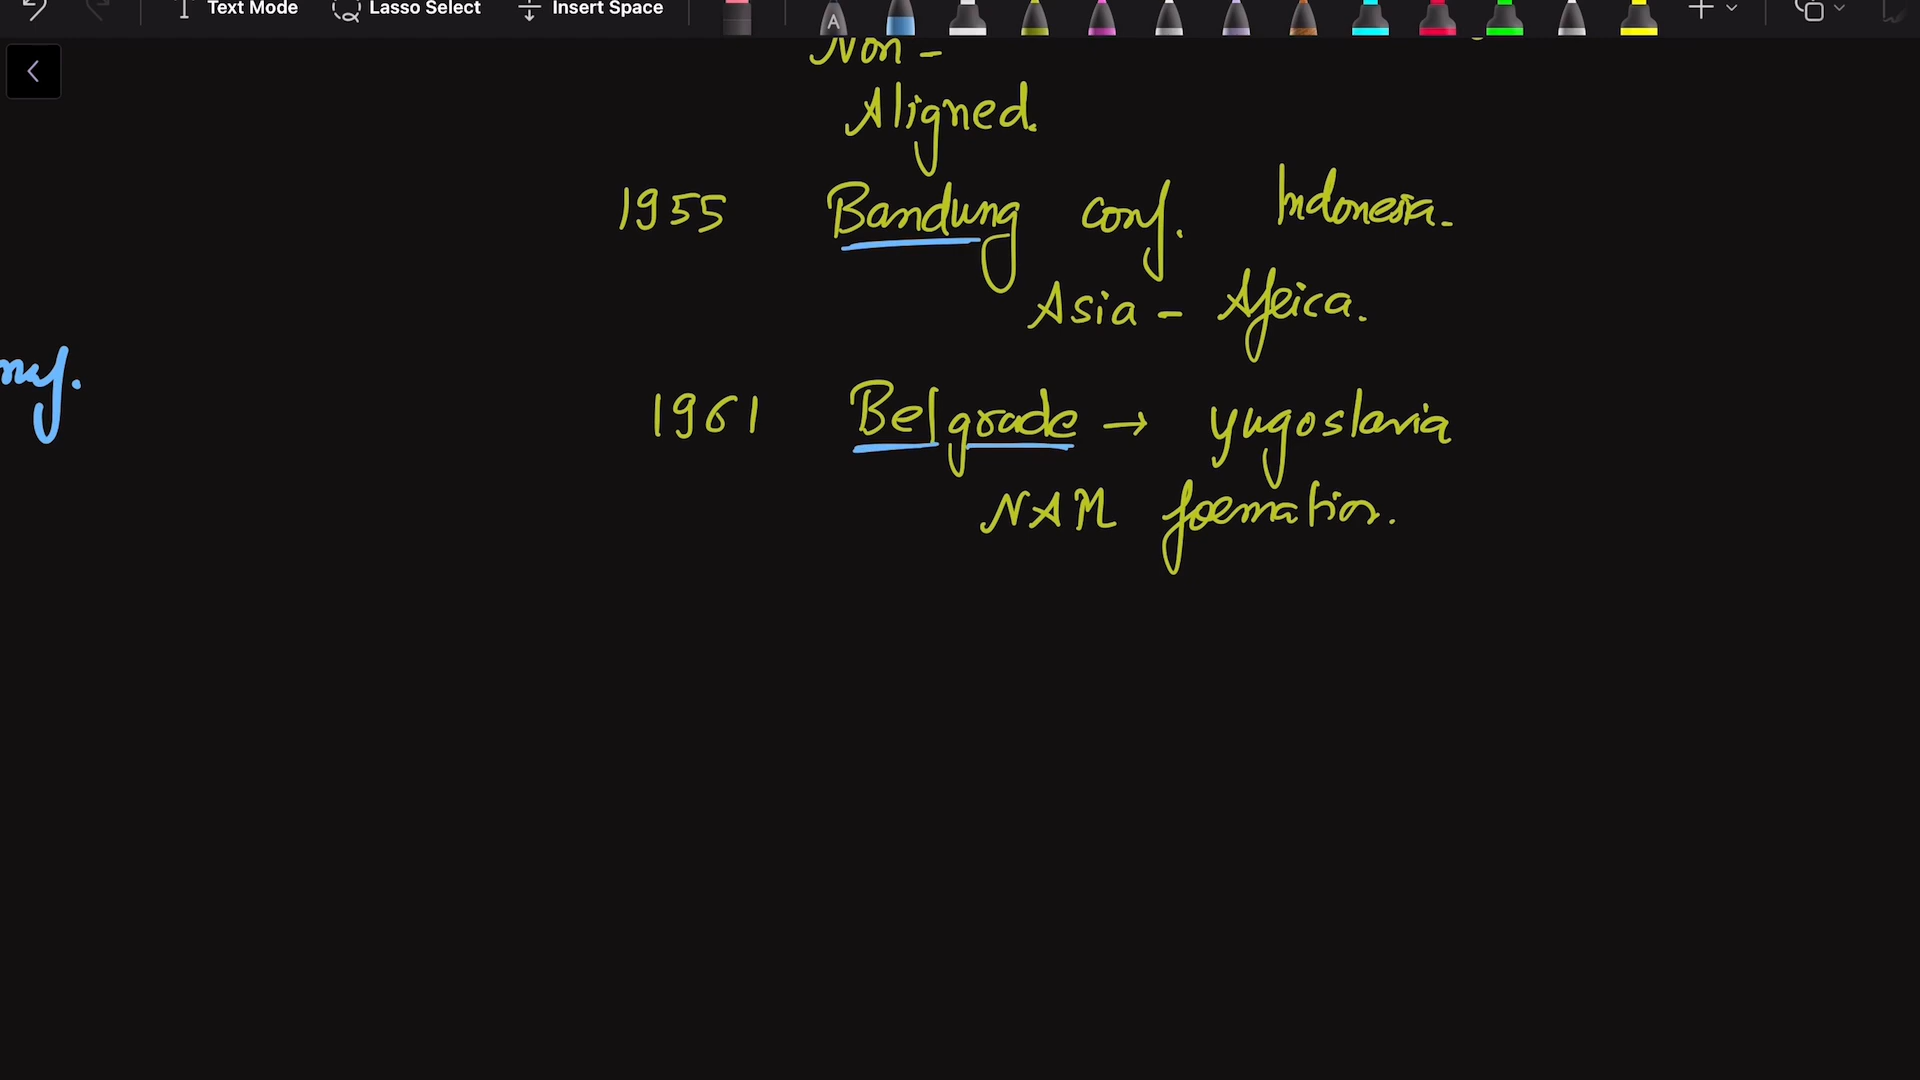 Text Mode Lasso Select Insert Space
A
Non -
Aligned.
1955 Bandung conf. Indonesia.
Asia - Africa.
1961 Belgrade → yugoslavia
NAM formation.